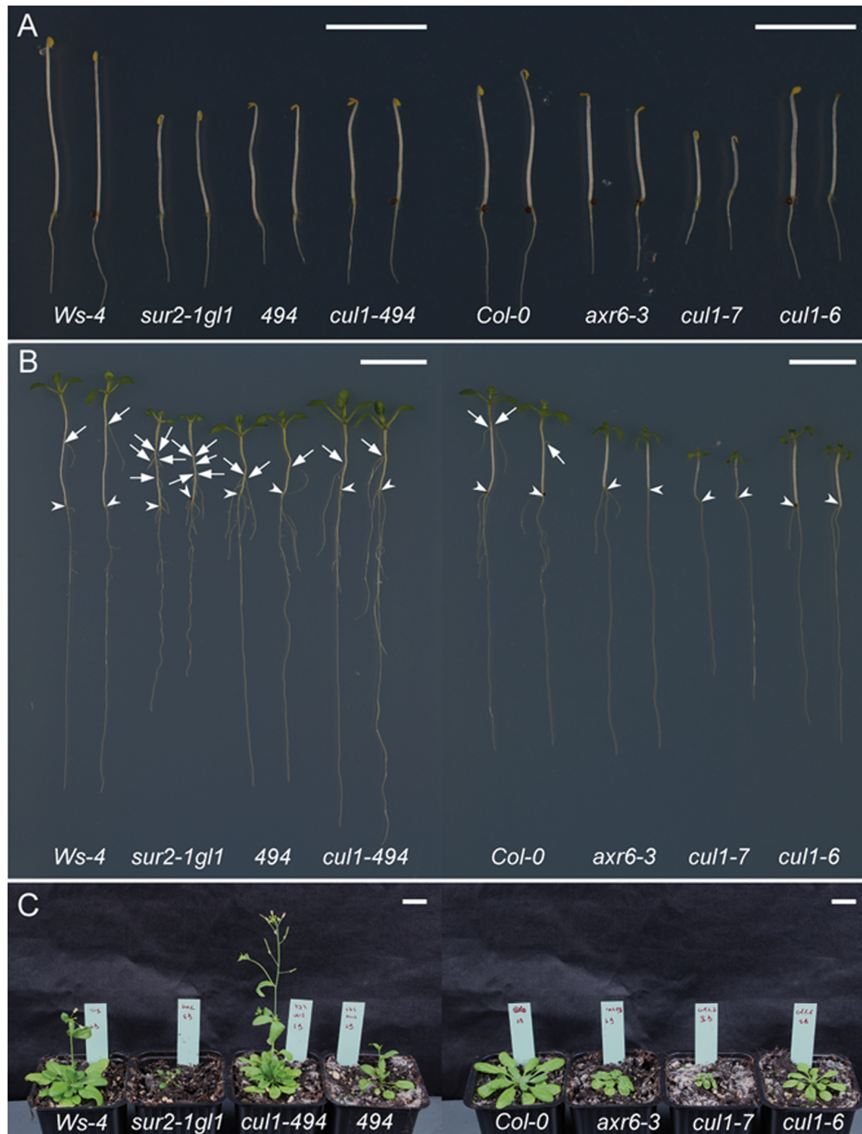 A
Ws-4 sur2-1gl1 494 cul1-494 Col-0 axr6-3 cul1-7 cul1-6
B
Ws-4 sur2-1gl1 494 cul1-494 Col-0 axr6-3 cul1-7 cul1-6
C
Ws-4 sur2-1gl1 cul1-494 494 Col-0 axr6-3 cul1-7 cul1-6